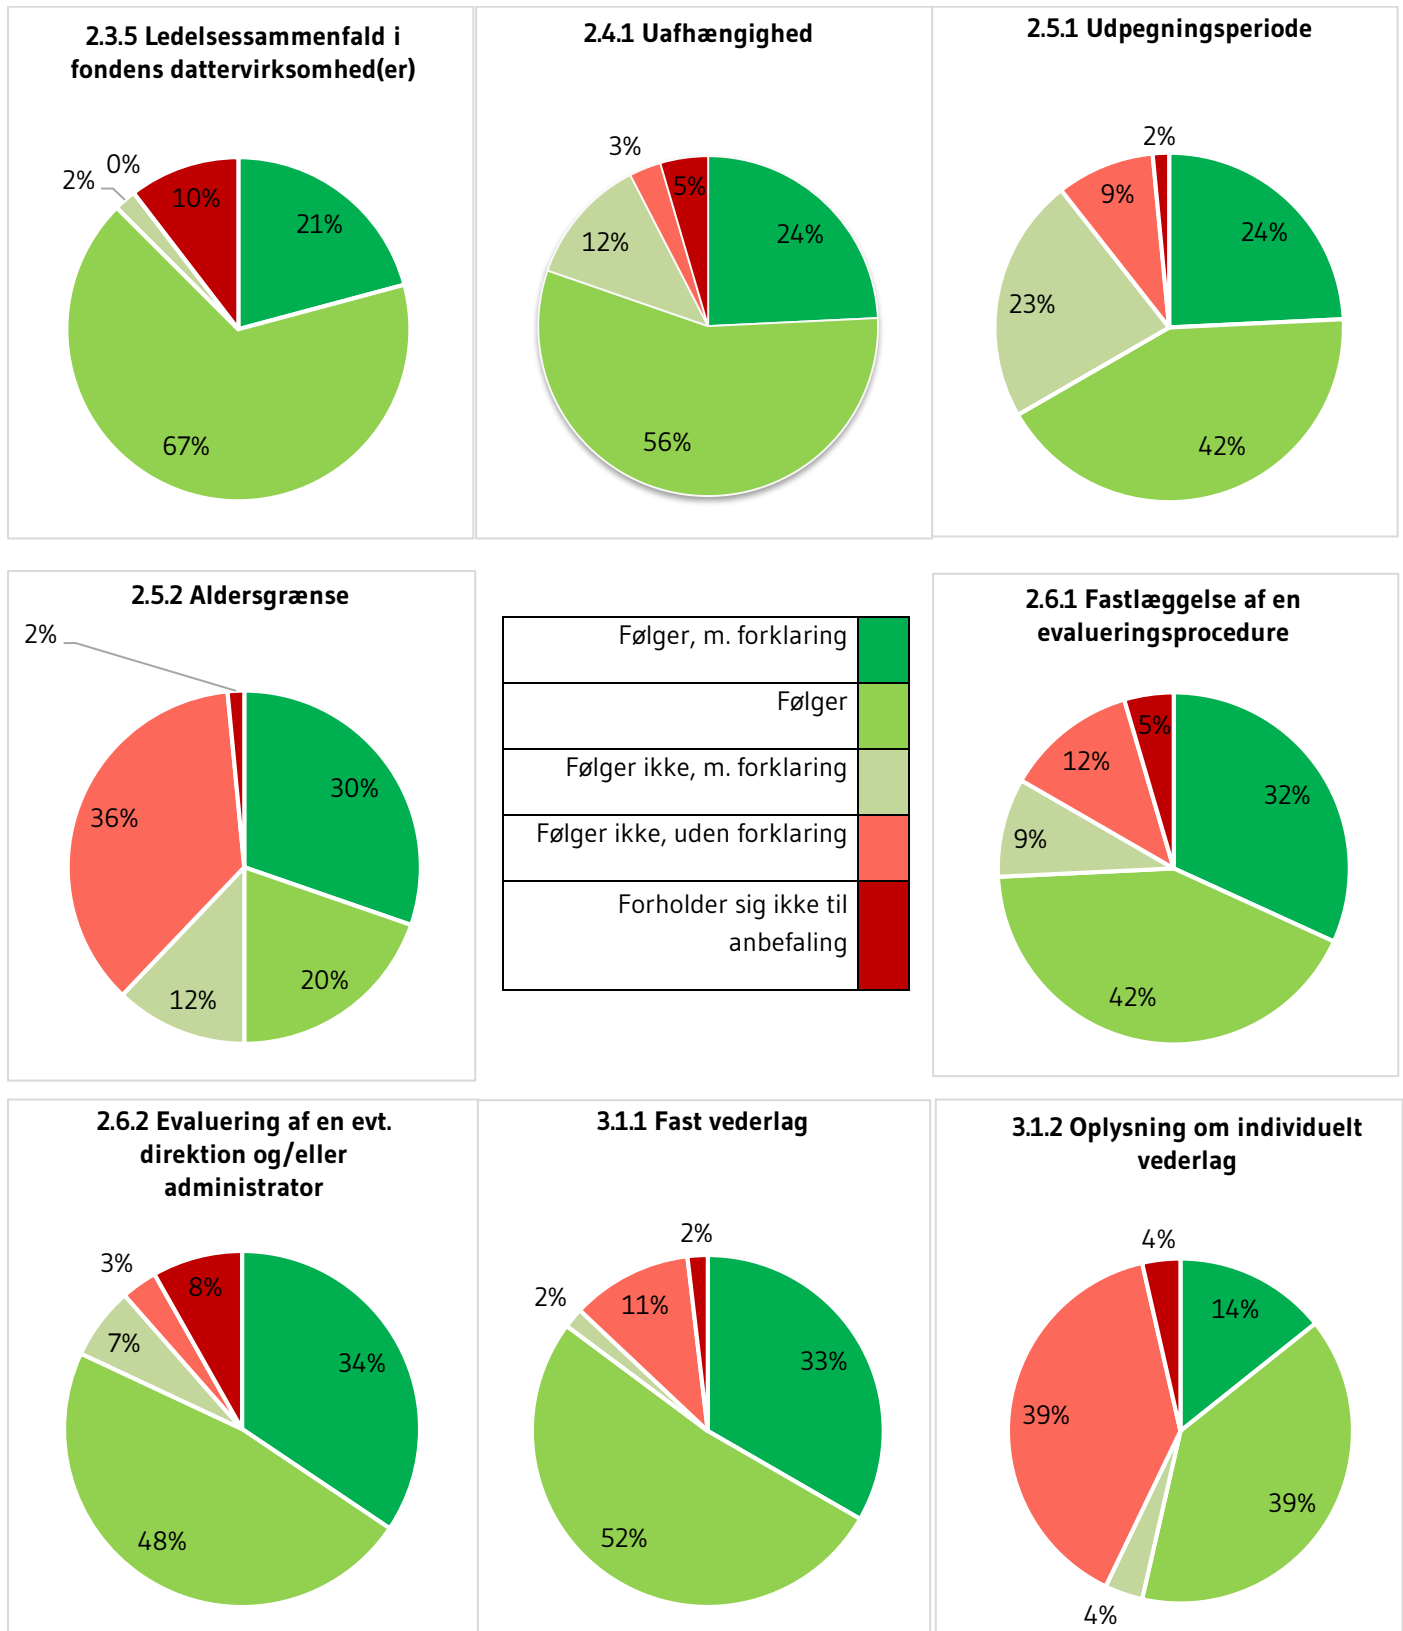 2.3.5 Ledelsessammenfald i
fondens dattervirksomhed(er)
0%
2%
10%
21%
67%
2.4.1 Uafhængighed
3%
5%
24%
12%
56%
2.5.1 Udpegningsperiode
2%
9%
24%
23%
42%
2.5.2 Aldersgrænse
2%
30%
36%
20%
12%
Følger, m. forklaring
Følger
Følger ikke, m. forklaring
Følger ikke, uden forklaring
Forholder sig ikke til
anbefaling
2.6.1 Fastlæggelse af en
evalueringsprocedure
5%
12%
32%
9%
42%
2.6.2 Evaluering af en evt.
direktion og/eller
administrator
3%
8%
7%
34%
48%
3.1.1 Fast vederlag
2%
2%
11%
33%
52%
3.1.2 Oplysning om individuelt
vederlag
4%
14%
39%
39%
4%